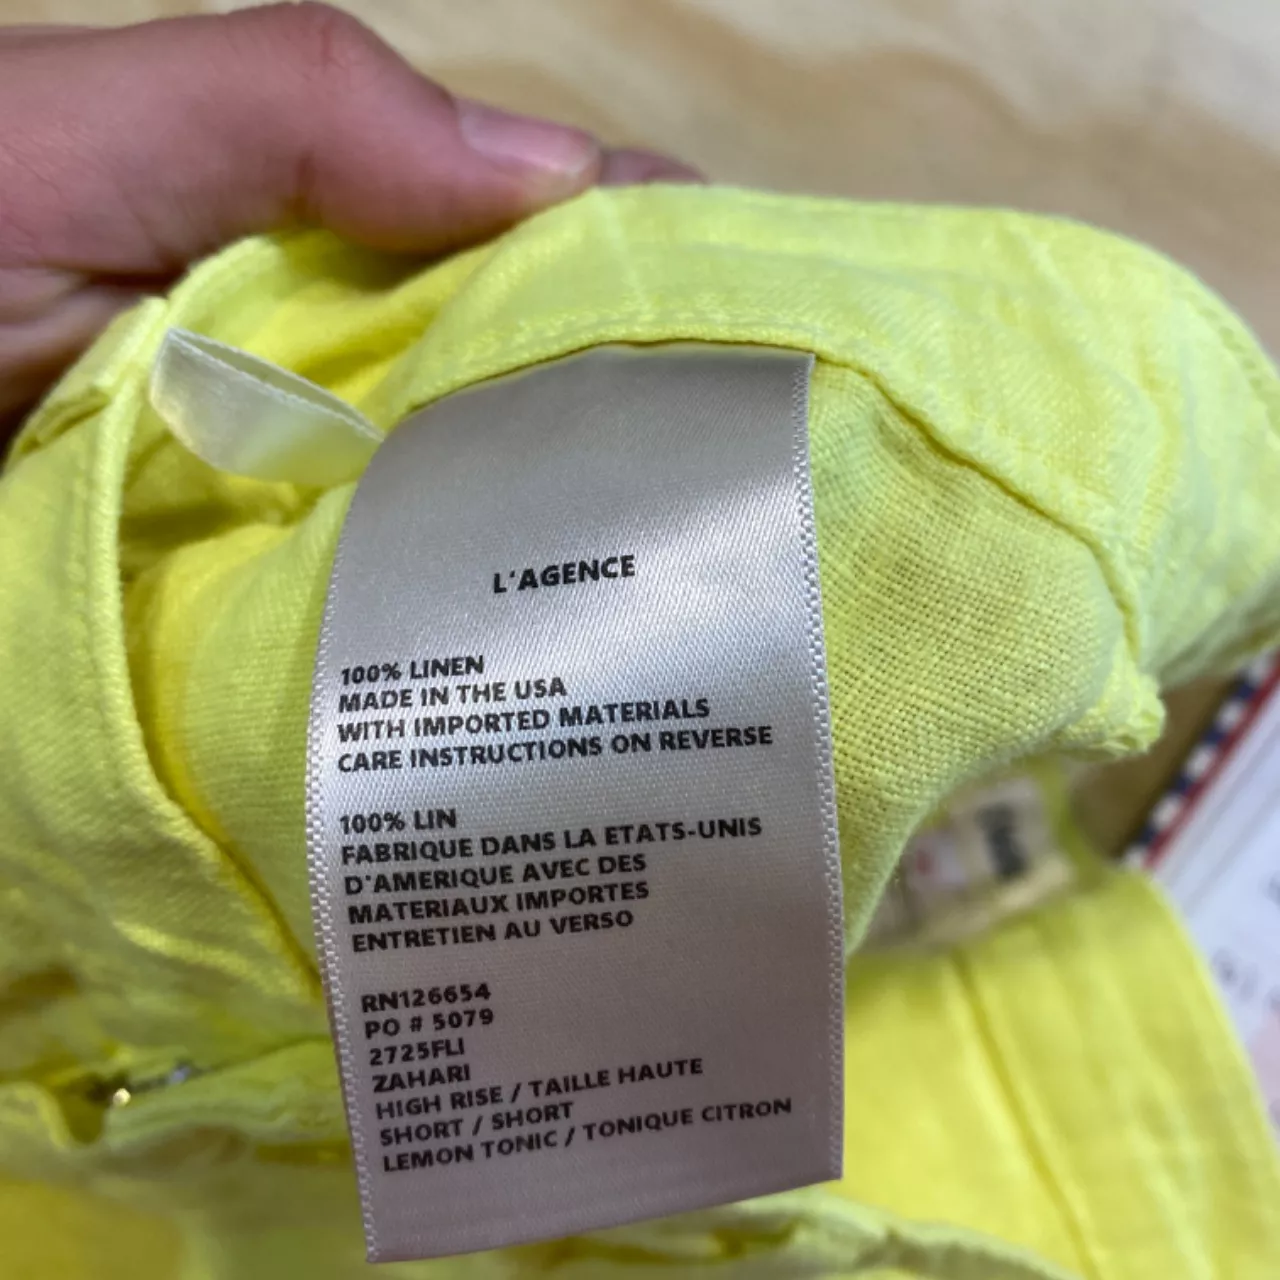 L'AGENCE
100% LINEN
MADE IN THE USA
WITH IMPORTED MATERIALS
CARE INSTRUCTIONS ON REVERSE
100% LIN
FABRIQUE DANS LA ETATS-UNIS
D'AMERIQUE AVEC DES
MATERIAUX IMPORTES
ENTRETIEN AU VERSO
RN126654
PO # 5079
2725FLI
ZAHARI
HIGH RISE / TAILLE HAUTE
SHORT / SHORT
LEMON TONIC / TONIQUE CITRON